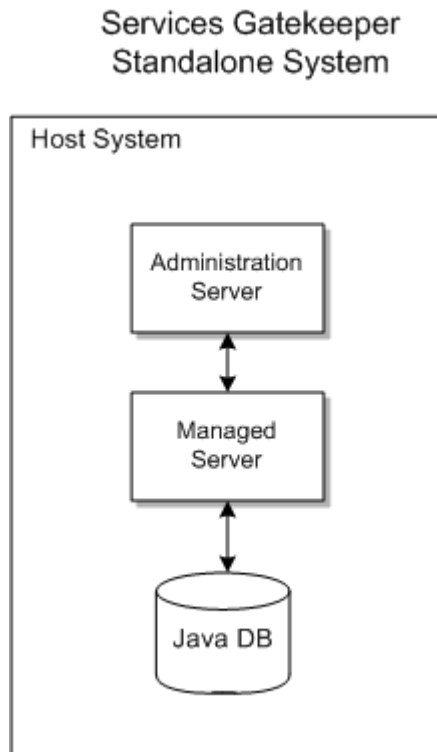 Services Gatekeeper
Standalone System
Host System
Administration
Server
Managed
Server
Java DB